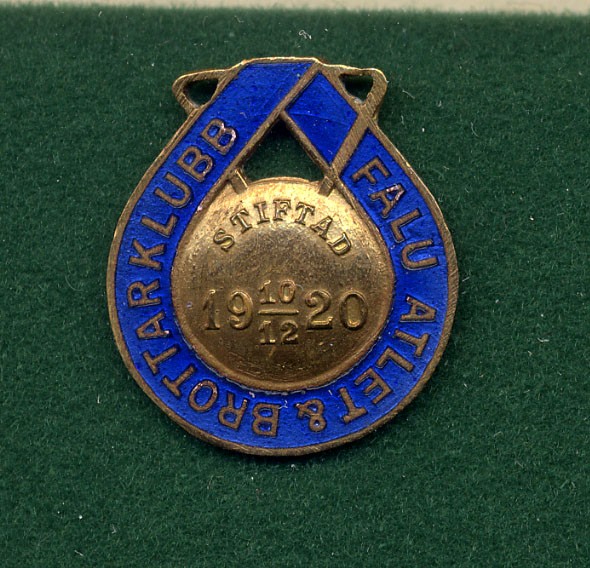 FALU ATLET & BROTTARKLUBB
STIFTAD
19 10/12 20